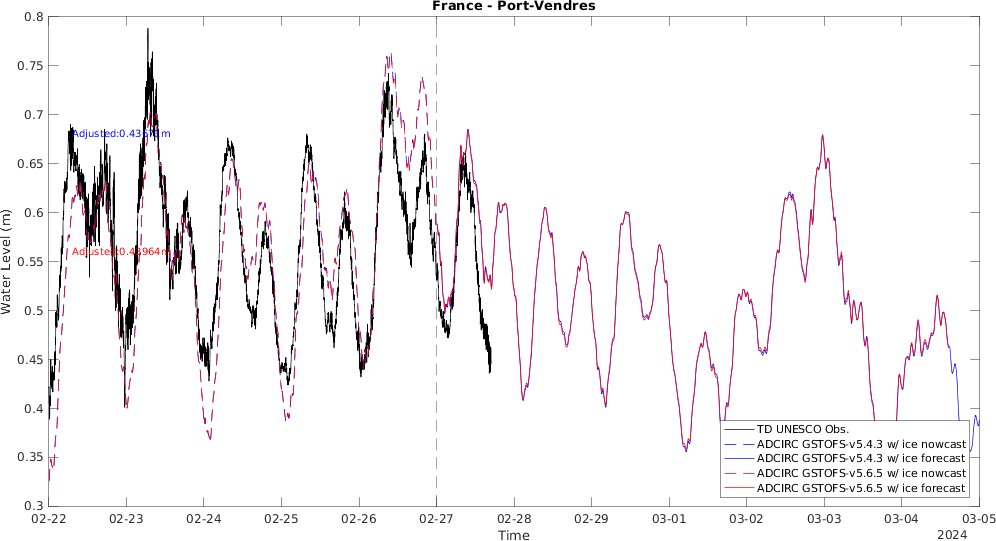 France - Port-Vendres
Water Level (m)
0.8
0.75
0.7
0.65
0.6
0.55
0.5
0.45
0.4
0.35
0.3
Adjusted:
Adjusted:
TD UNESCO Obs.
ADCIRC GSTOFS-v5.4.3 w/ ice nowcast
ADCIRC GSTOFS-v5.4.3 w/ ice forecast
ADCIRC GSTOFS-v5.6.5 w/ ice nowcast
ADCIRC GSTOFS-v5.6.5 w/ ice forecast
02-22 02-23 02-24 02-25 02-26 02-27 02-28 02-29 03-01 03-02 03-03 03-04 03-05
Time
2024